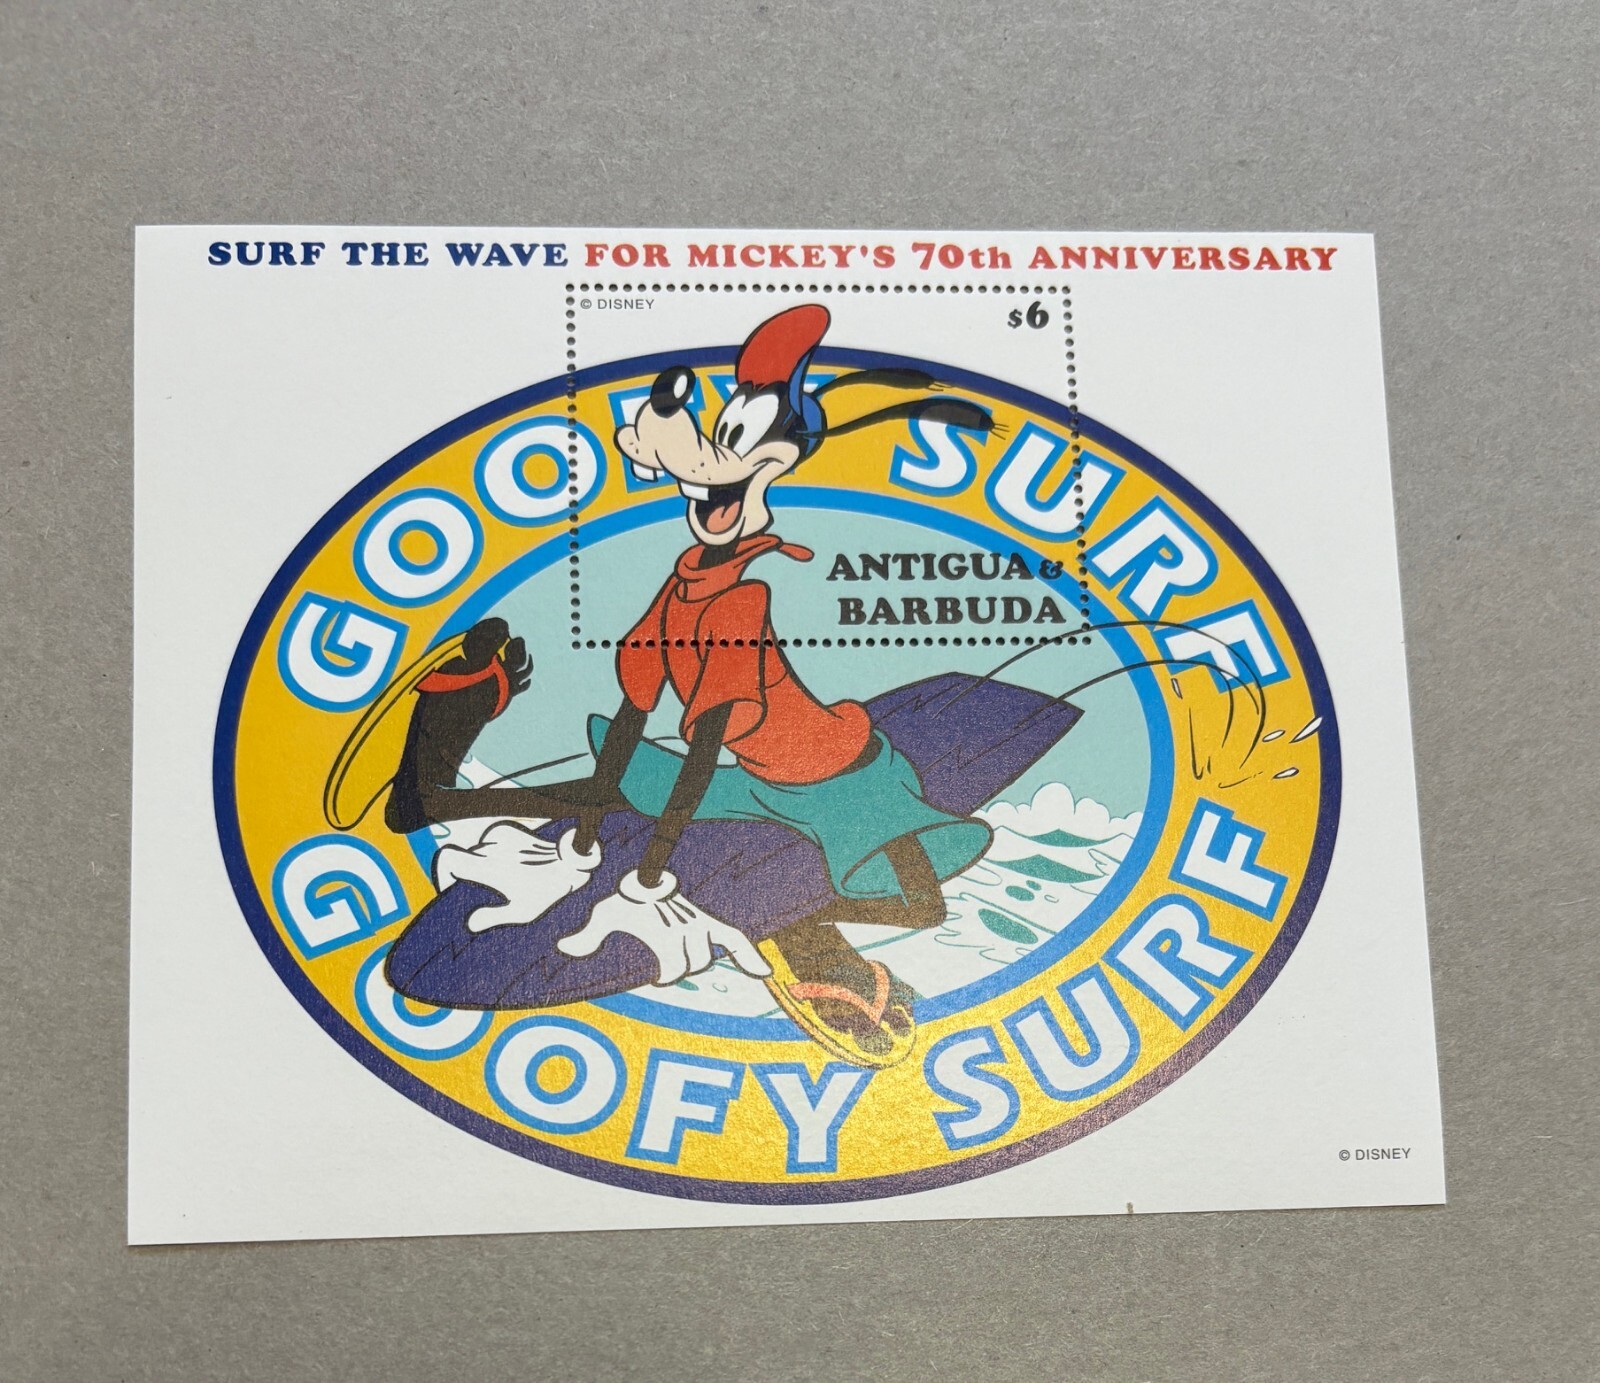 SURF THE WAVE FOR MICKEY'S 70th ANNIVERSARY
© DISNEY
$6
GOOFY SURF
ANTIGUA &
BARBUDA
GOOFY SURF
© DISNEY